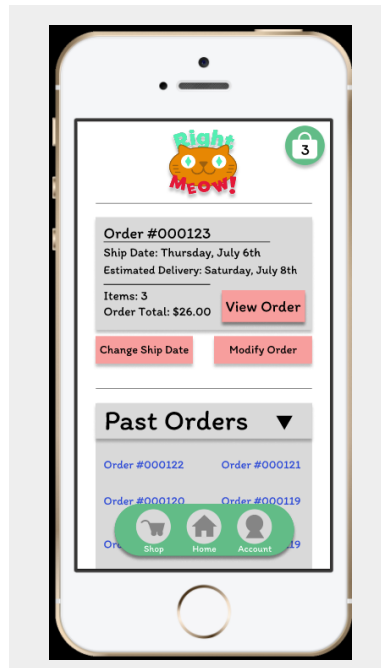 Right
MEOW!
3
Order #000123
Ship Date: Thursday, July 6th
Estimated Delivery: Saturday, July 8th
Items: 3
Order Total: $26.00
View Order
Change Ship Date
Modify Order
Past Orders
Order #000122
Order #000121
Order #000120
Order #000119
Shop
Home
Account